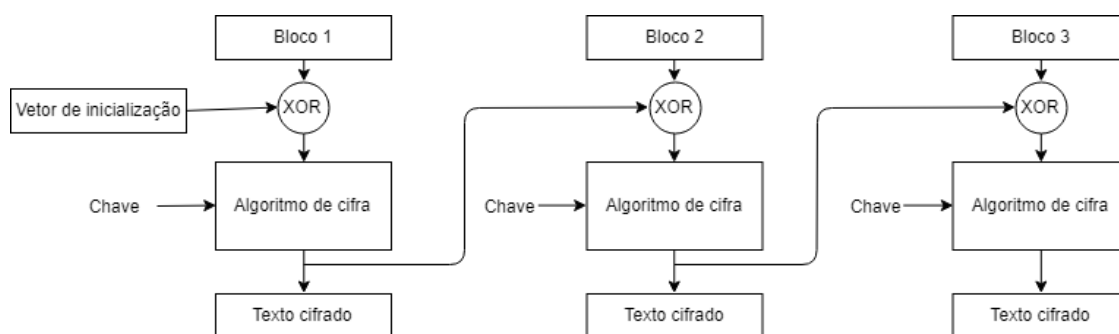 Bloco 1
Bloco 2
Bloco 3
Vetor de inicialização
XOR
XOR
XOR
Chave
Algoritmo de cifra
Chave
Algoritmo de cifra
Chave
Algoritmo de cifra
Texto cifrado
Texto cifrado
Texto cifrado